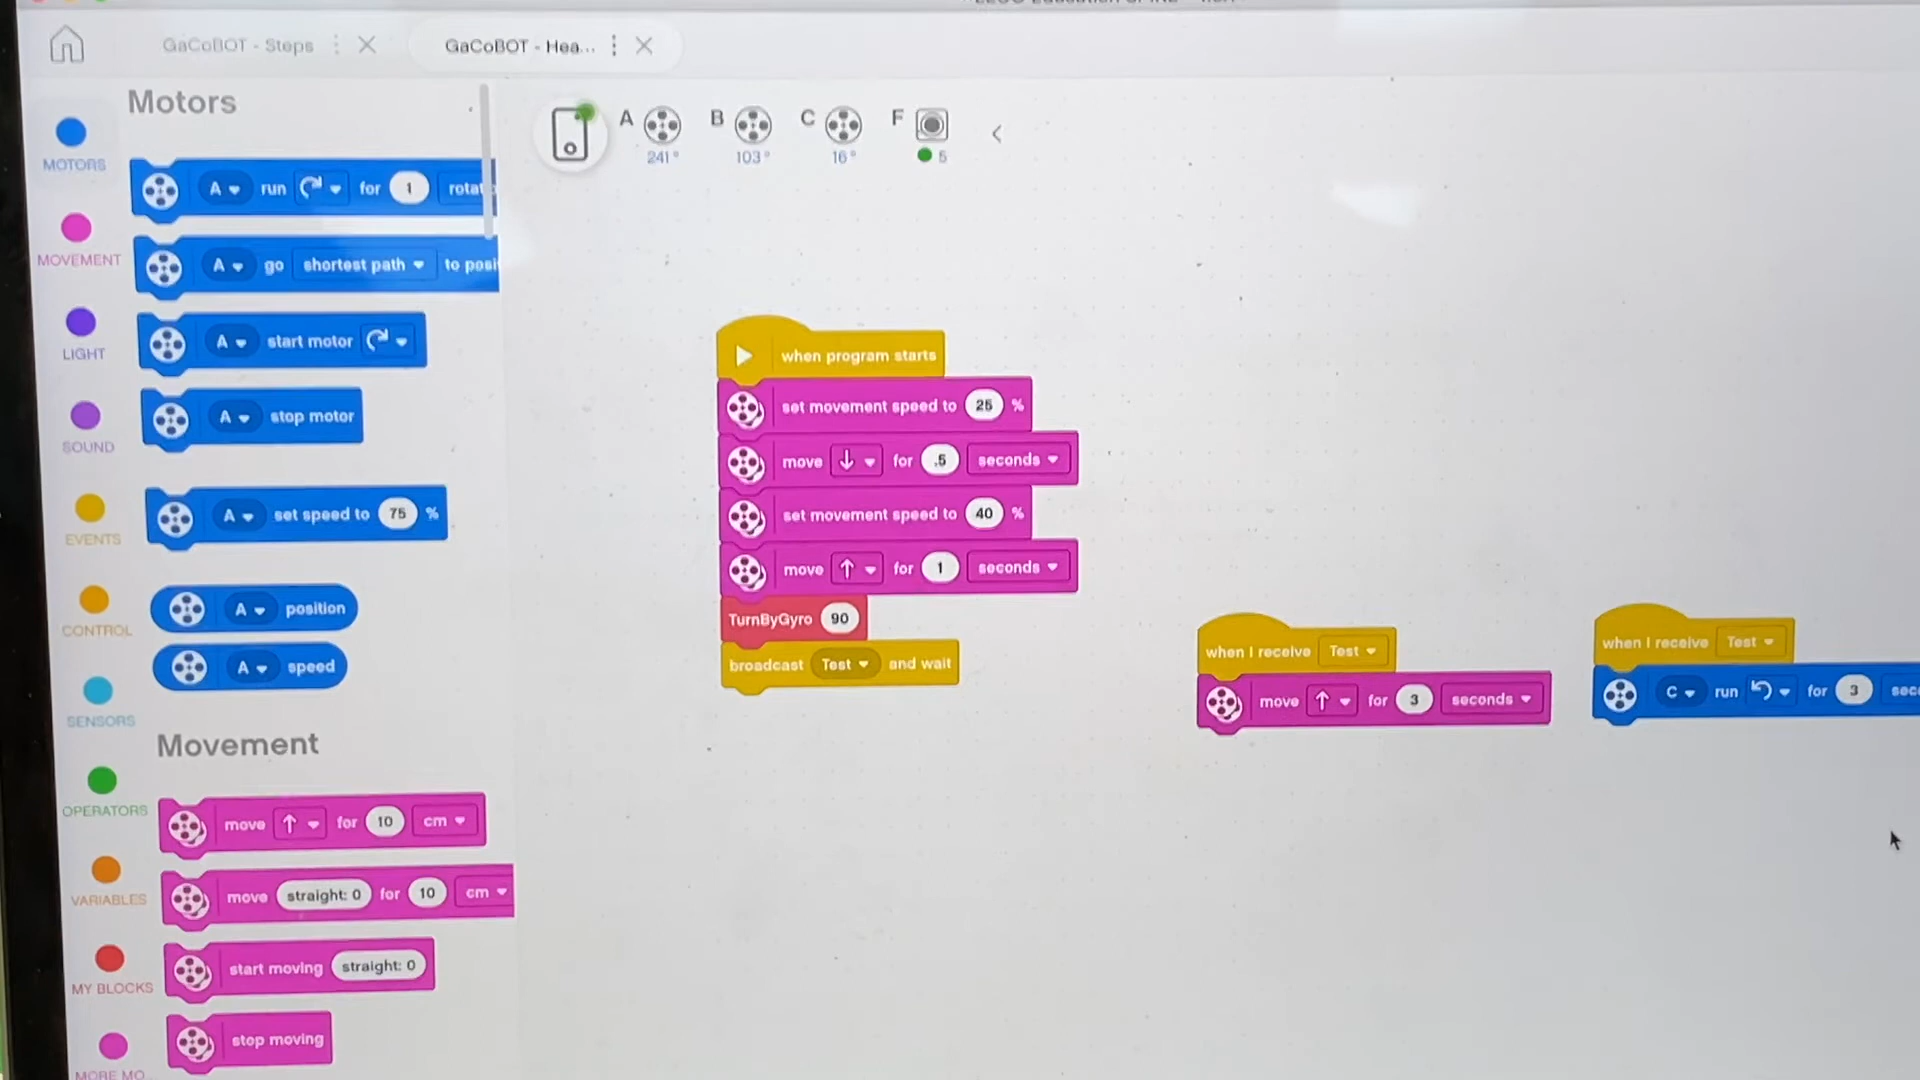 GaCoBOT - Steps
GaCoBOT - Hea...
Motors
A 241°
B 103°
C 16°
F 5
MOTORS
MOVEMENT
LIGHT
SOUND
EVENTS
CONTROL
SENSORS
OPERATORS
VARIABLES
MY BLOCKS
MORE MO...
A run for 1 rotat
A go shortest path to posi
A start motor
A stop motor
A set speed to 75 %
A position
A speed
Movement
move for 10 cm
move straight: 0 for 10 cm
start moving straight: 0
stop moving
when program starts
set movement speed to 25 %
move for .5 seconds
set movement speed to 40 %
move for 1 seconds
TurnByGyro 90
broadcast Test and wait
when I receive Test
move for 3 seconds
when I receive Test
C run for 3 sec